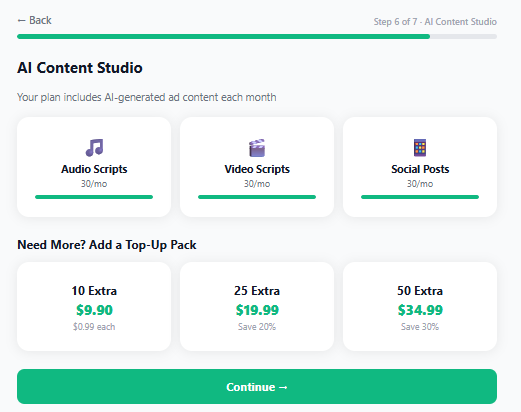 ← Back
Step 6 of 7 · AI Content Studio
AI Content Studio
Your plan includes AI-generated ad content each month
Audio Scripts
30/mo
Video Scripts
30/mo
Social Posts
30/mo
Need More? Add a Top-Up Pack
10 Extra
$9.90
$0.99 each
25 Extra
$19.99
Save 20%
50 Extra
$34.99
Save 30%
Continue →